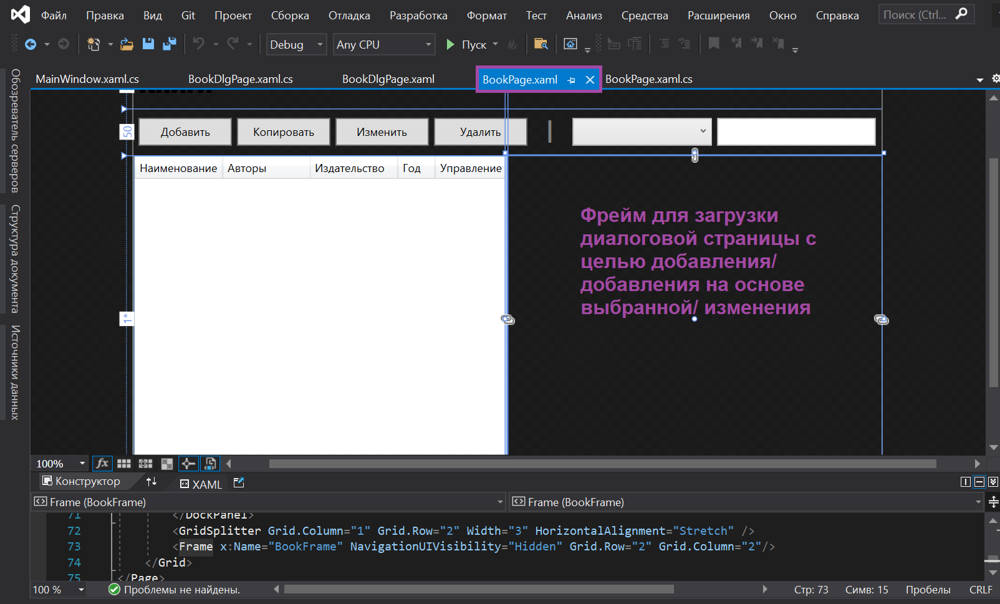 Файл Правка Вид Git Проект Сборка Отладка Разработка Формат Тест Анализ Средства Расширения Окно Справка Поиск (Ctrl...
Debug Any CPU Пуск
MainWindow.xaml.cs BookDlgPage.xaml.cs BookDlgPage.xaml BookPage.xaml BookPage.xaml.cs
Обозреватель серверов
Структура документа
Источники данных
50 Добавить Копировать Изменить Удалить
Наименование Авторы Издательство Год Управление
Фрейм для загрузки
диалоговой страницы с
целью добавления/
добавления на основе
выбранной/ изменения
1*
100% fx
Конструктор XAML
Frame (BookFrame) Frame (BookFrame)
71 </DockPanel>
72 <GridSplitter Grid.Column="1" Grid.Row="2" Width="3" HorizontalAlignment="Stretch" />
73 <Frame x:Name="BookFrame" NavigationUIVisibility="Hidden" Grid.Row="2" Grid.Column="2"/>
74 </Grid>
75 </Page>
100 % Проблемы не найдены. Стр: 73 Симв: 15 Пробелы CRLF